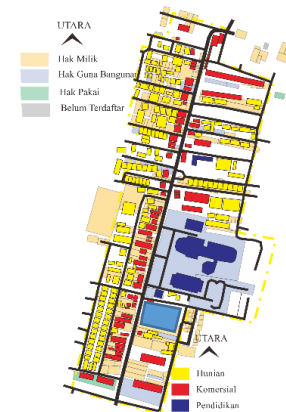 UTARA
Hak Milik
Hak Guna Bangunan
Hak Pakai
Belum Terdaftar
UTARA
Hunian
Komersial
Pendidikan